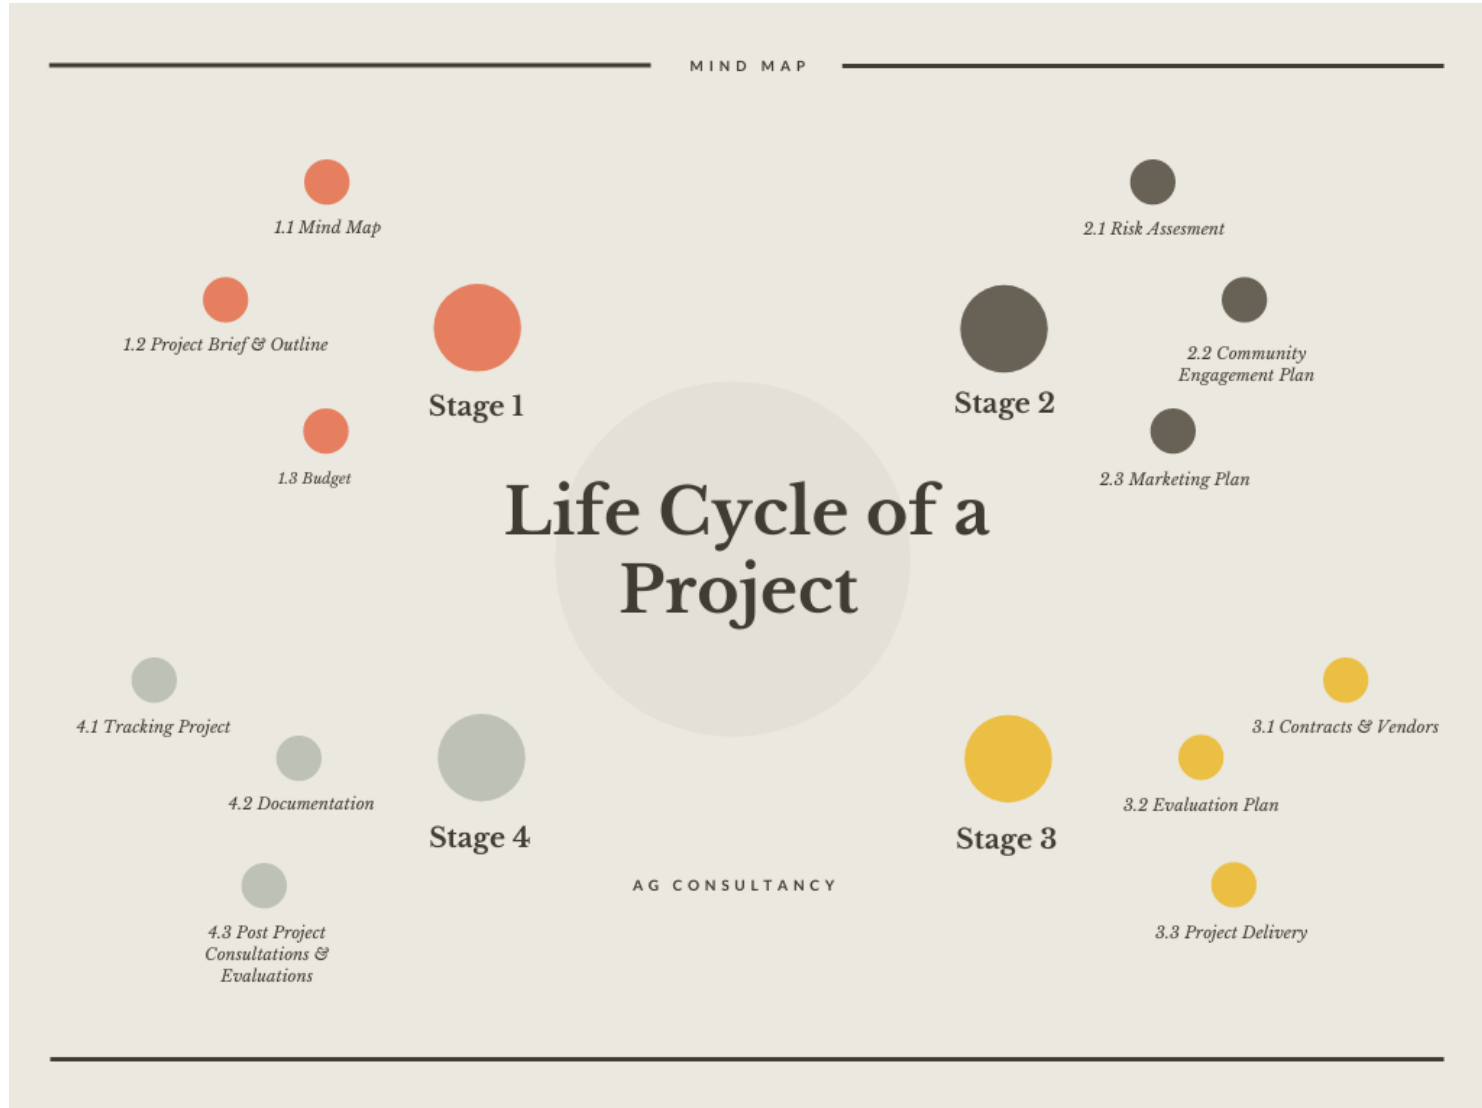 MIND MAP
1.1 Mind Map
1.2 Project Brief & Outline
1.3 Budget
Stage 1
2.1 Risk Assesment
2.2 Community
Engagement Plan
2.3 Marketing Plan
Stage 2
Life Cycle of a
Project
4.1 Tracking Project
4.2 Documentation
4.3 Post Project
Consultations &
Evaluations
Stage 4
3.1 Contracts & Vendors
3.2 Evaluation Plan
3.3 Project Delivery
Stage 3
AG CONSULTANCY